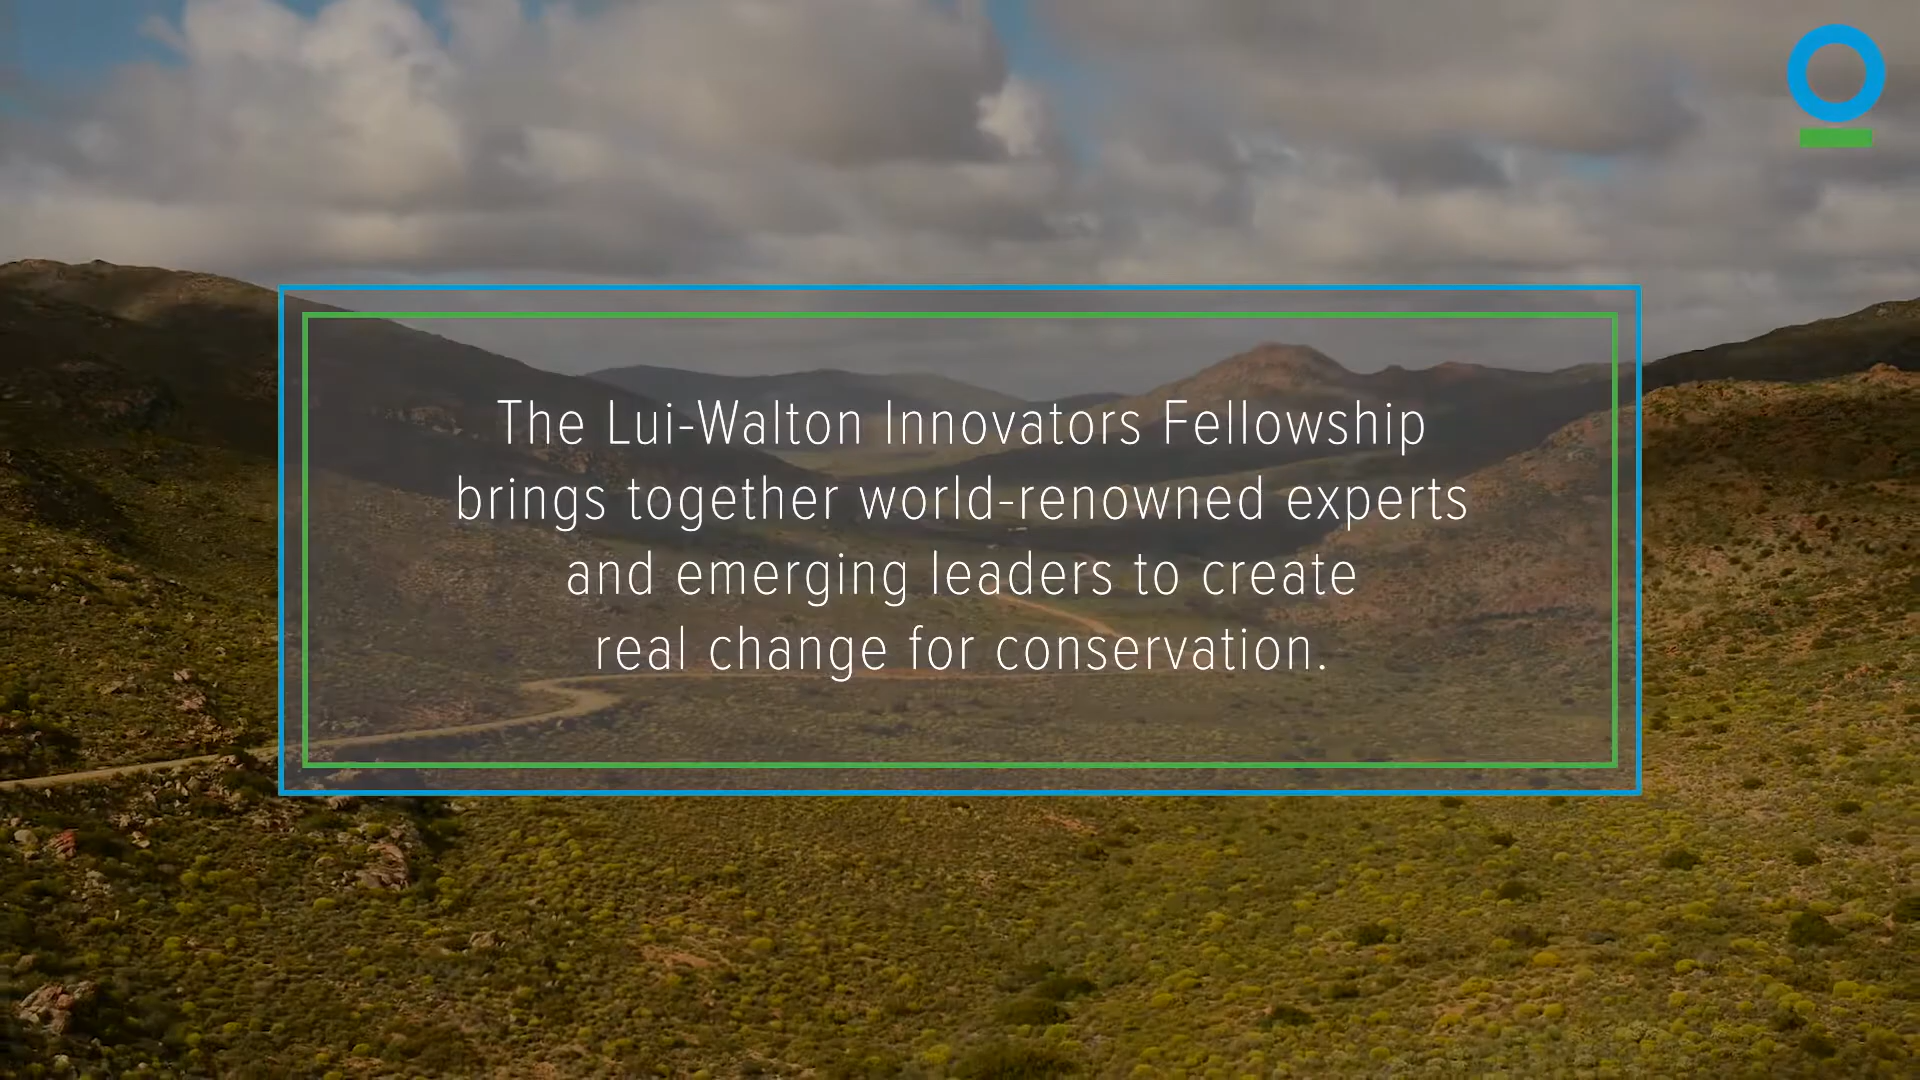 The Lui-Walton Innovators Fellowship
brings together world-renowned experts
and emerging leaders to create
real change for conservation.